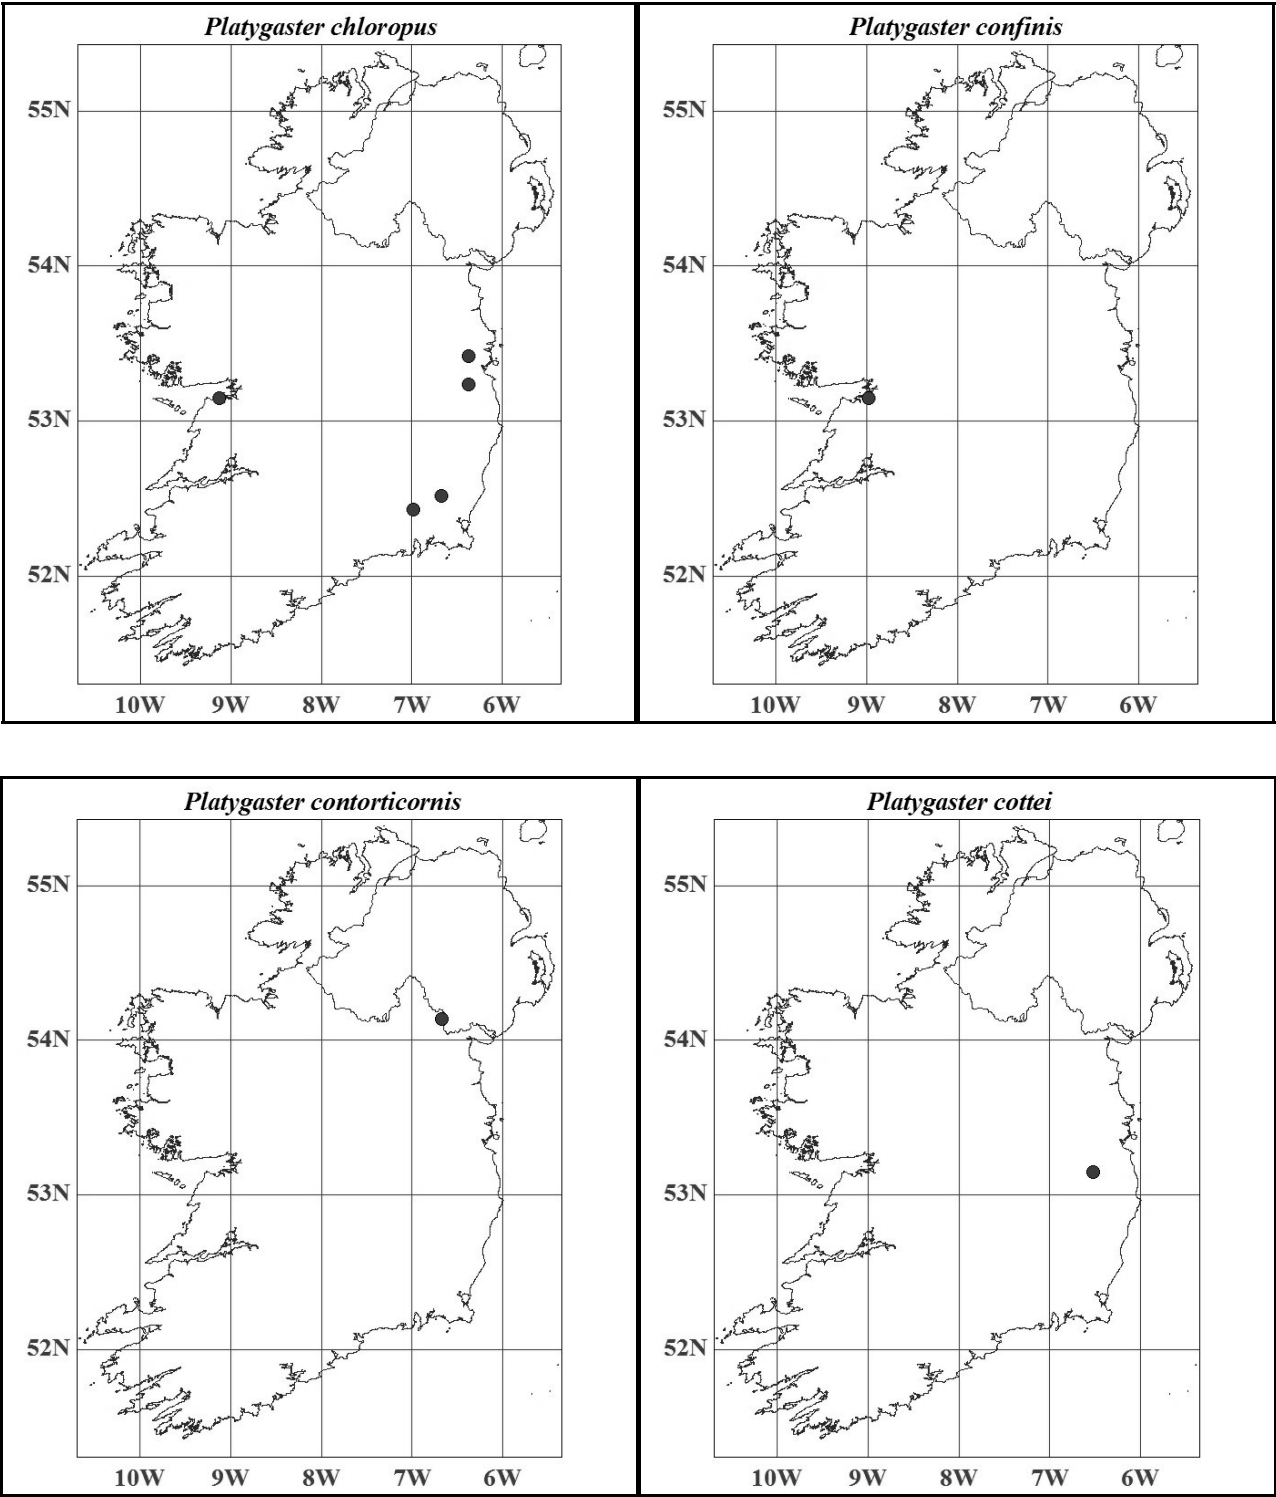 Platygaster chloropus
55N
54N
53N
52N
10W 9W 8W 7W 6W
Platygaster confinis
55N
54N
53N
52N
10W 9W 8W 7W 6W
Platygaster contorticornis
55N
54N
53N
52N
10W 9W 8W 7W 6W
Platygaster cottei
55N
54N
53N
52N
10W 9W 8W 7W 6W